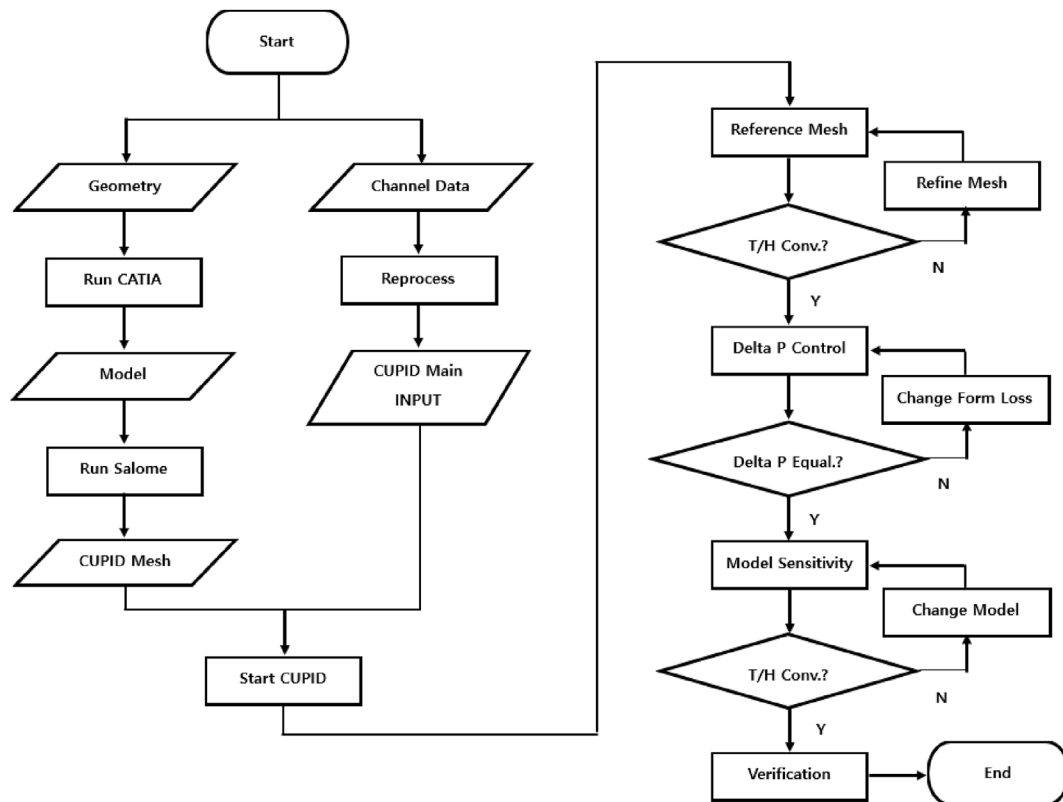 Start
Geometry
Channel Data
Run CATIA
Reprocess
Model
CUPID Main
INPUT
Run Salome
CUPID Mesh
Start CUPID
Reference Mesh
Refine Mesh
T/H Conv.?
N
Y
Delta P Control
Change Form Loss
Delta P Equal.?
N
Y
Model Sensitivity
Change Model
T/H Conv.?
N
Y
Verification
End